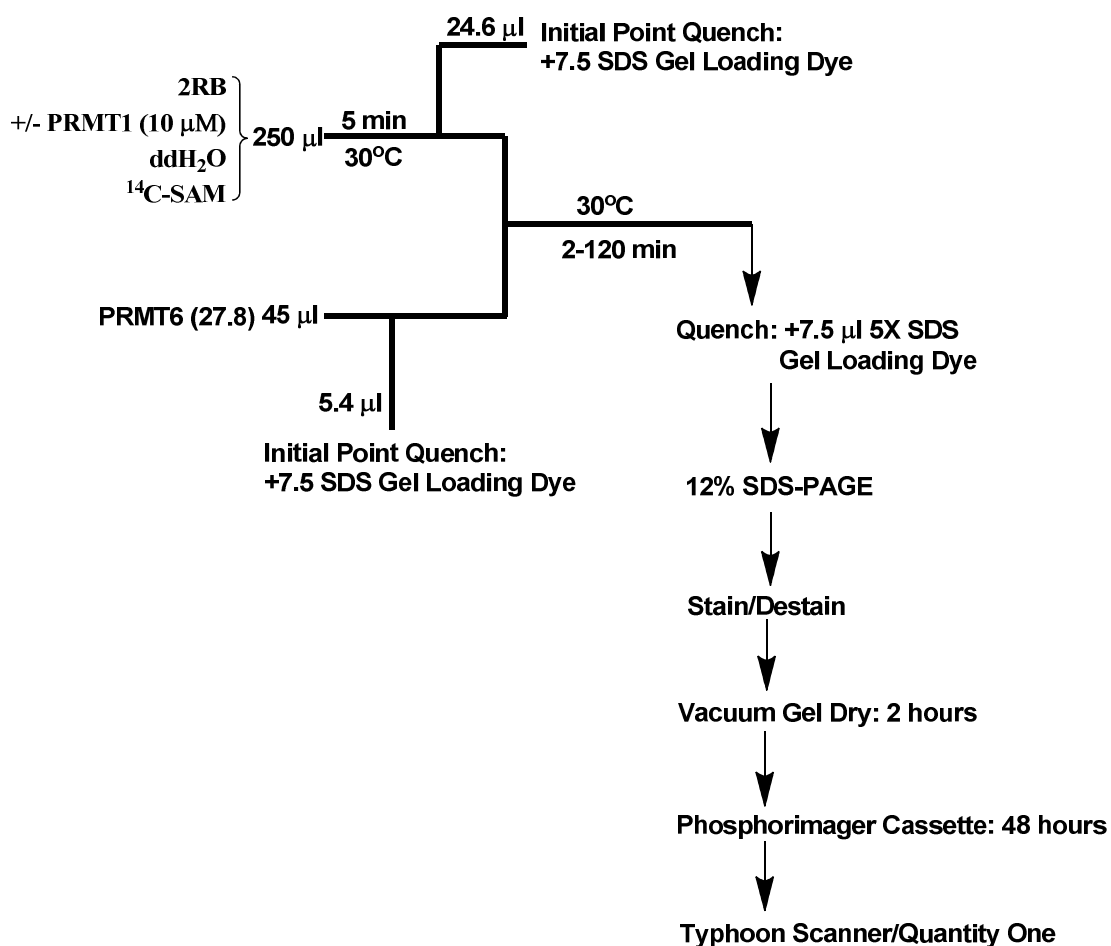 24.6 μl
Initial Point Quench:
+7.5 SDS Gel Loading Dye
2RB
+/- PRMT1 (10 μM)
ddH₂O
¹⁴C-SAM
250 μl
5 min
30°C
30°C
2-120 min
PRMT6 (27.8) 45 μl
5.4 μl
Initial Point Quench:
+7.5 SDS Gel Loading Dye
Quench: +7.5 μl 5X SDS
Gel Loading Dye
12% SDS-PAGE
Stain/Destain
Vacuum Gel Dry: 2 hours
Phosphorimager Cassette: 48 hours
Typhoon Scanner/Quantity One